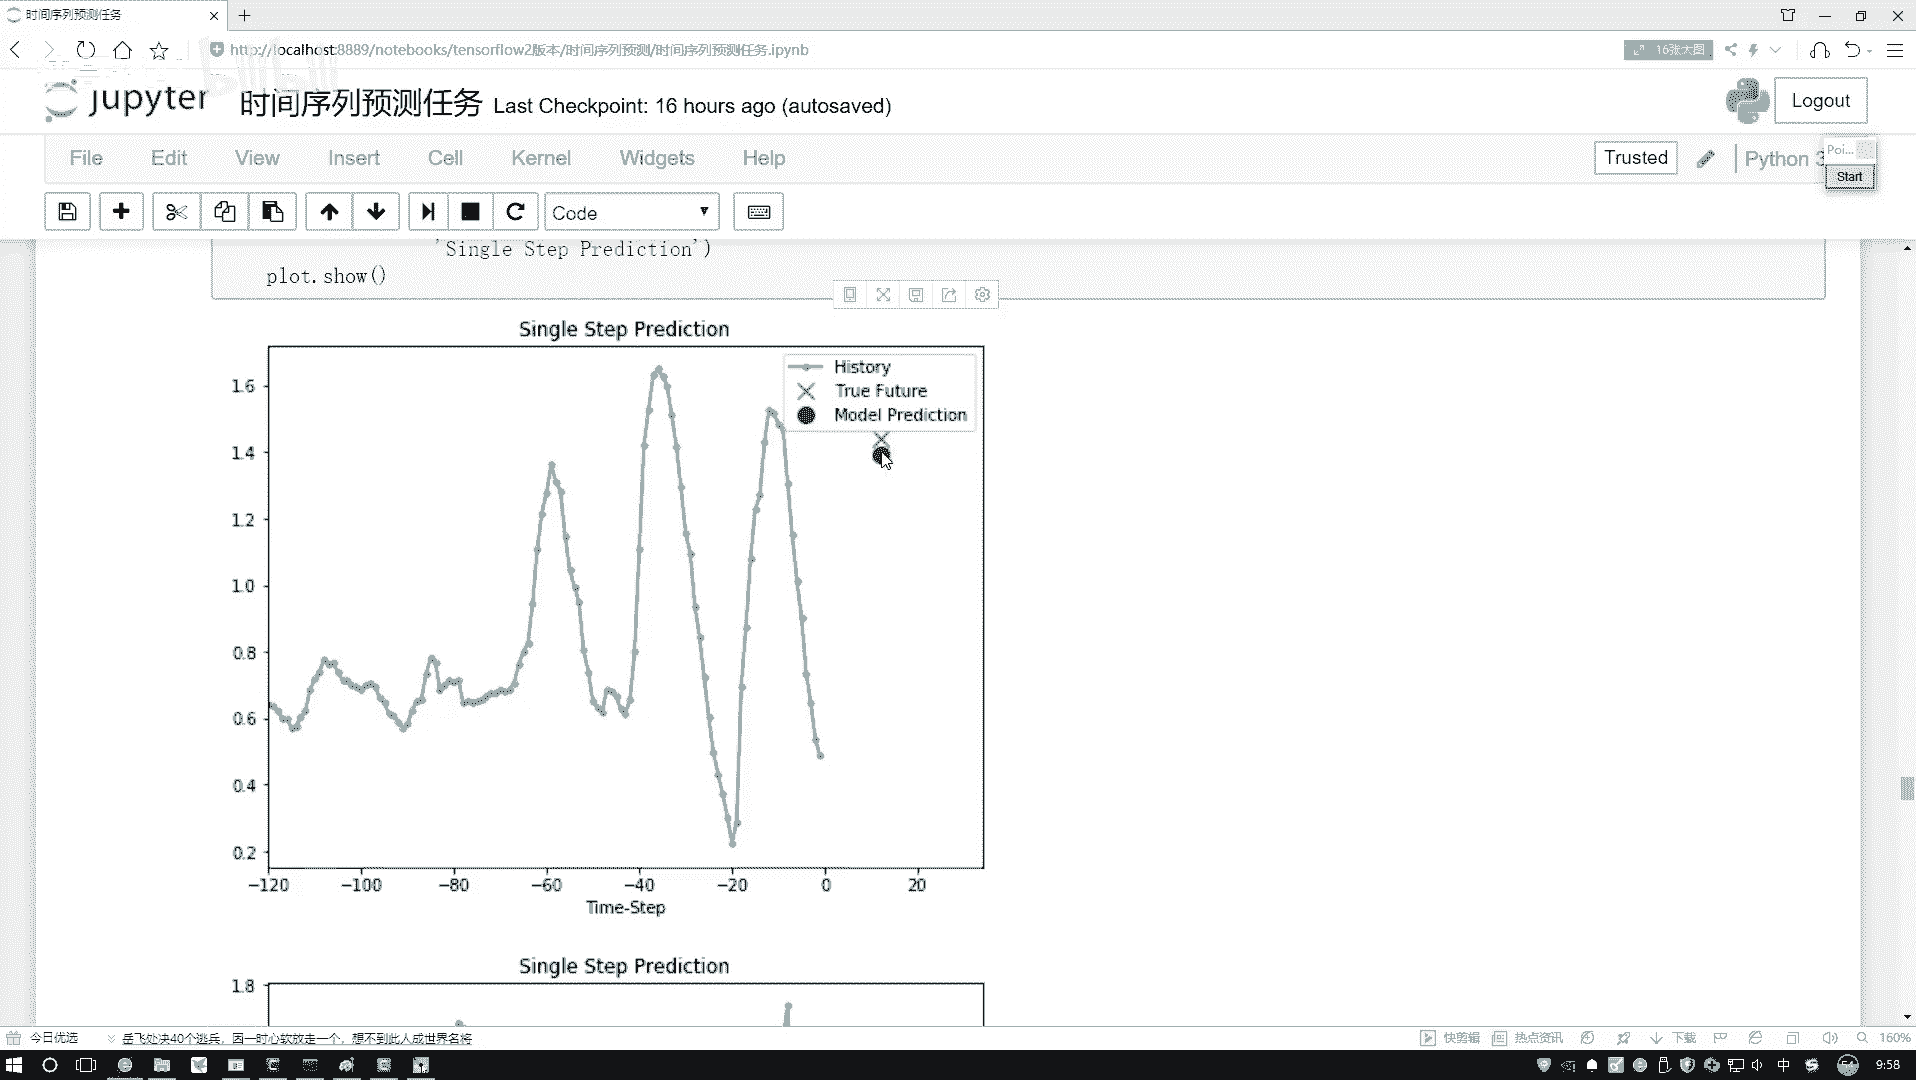 时间序列预测任务
http://localhost:8889/notebooks/tensorflow2版本/时间序列预测/时间序列预测任务.ipynb
16张大图
jupyter 时间序列预测任务 Last Checkpoint: 16 hours ago (autosaved)
Logout
File Edit View Insert Cell Kernel Widgets Help
Trusted
Python 3
Poi...
Start
Code
'Single Step Prediction')
plot.show()
Single Step Prediction
History
True Future
Model Prediction
1.6
1.4
1.2
1.0
0.8
0.6
0.4
0.2
−120 −100 −80 −60 −40 −20 0 20
Time-Step
Single Step Prediction
1.8
今日优选
岳飞处决40个逃兵，因一时心软放走一个，想不到此人成世界名将
快剪辑 热点资讯 下载 160%
中
54
9:58